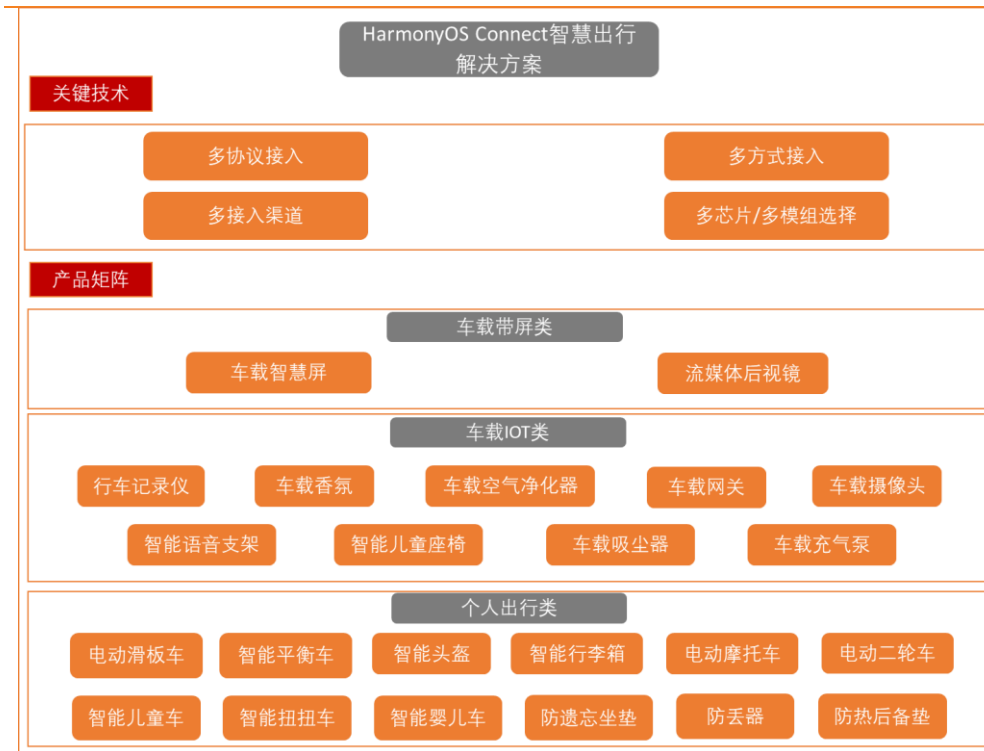 HarmonyOS Connect智慧出行
解决方案
关键技术
多协议接入
多方式接入
多接入渠道
多芯片/多模组选择
产品矩阵
车载带屏类
车载智慧屏
流媒体后视镜
车载IOT类
行车记录仪
车载香氛
车载空气净化器
车载网关
车载摄像头
智能语音支架
智能儿童座椅
车载吸尘器
车载充气泵
个人出行类
电动滑板车
智能平衡车
智能头盔
智能行李箱
电动摩托车
电动二轮车
智能儿童车
智能扭扭车
智能婴儿车
防遗忘坐垫
防丢器
防热后备垫